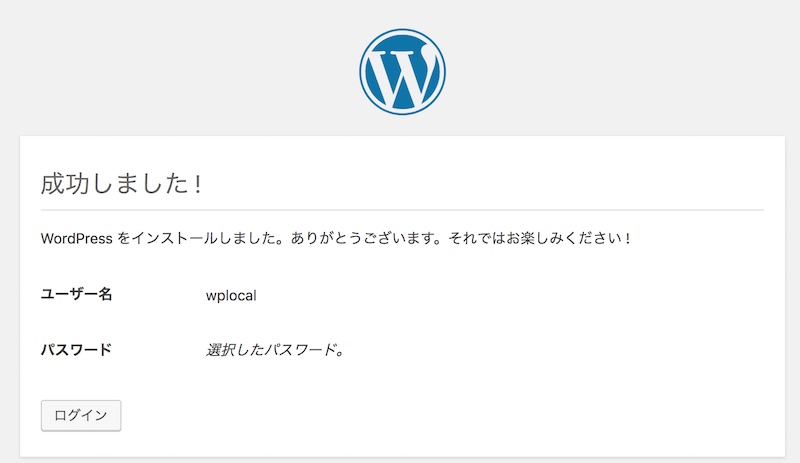 成功しました !
WordPress をインストールしました。ありがとうございます。それではお楽しみください !
ユーザー名 wplocal
パスワード 選択したパスワード。
ログイン